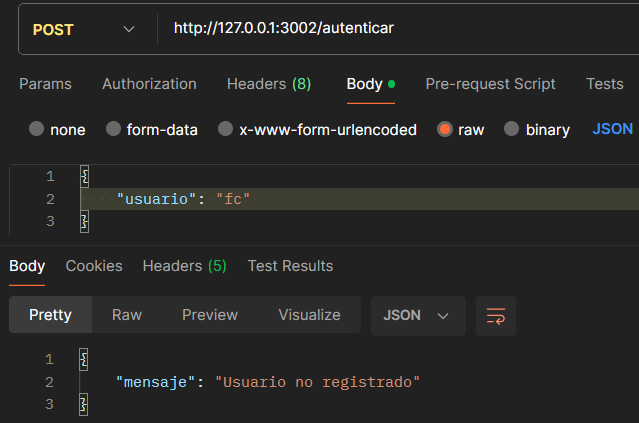 POST http://127.0.0.1:3002/autenticar
Params Authorization Headers (8) Body Pre-request Script Tests
none form-data x-www-form-urlencoded raw binary JSON
1 {
2 "usuario": "fc"
3 }
Body Cookies Headers (5) Test Results
Pretty Raw Preview Visualize JSON
1 {
2 "mensaje": "Usuario no registrado"
3 }